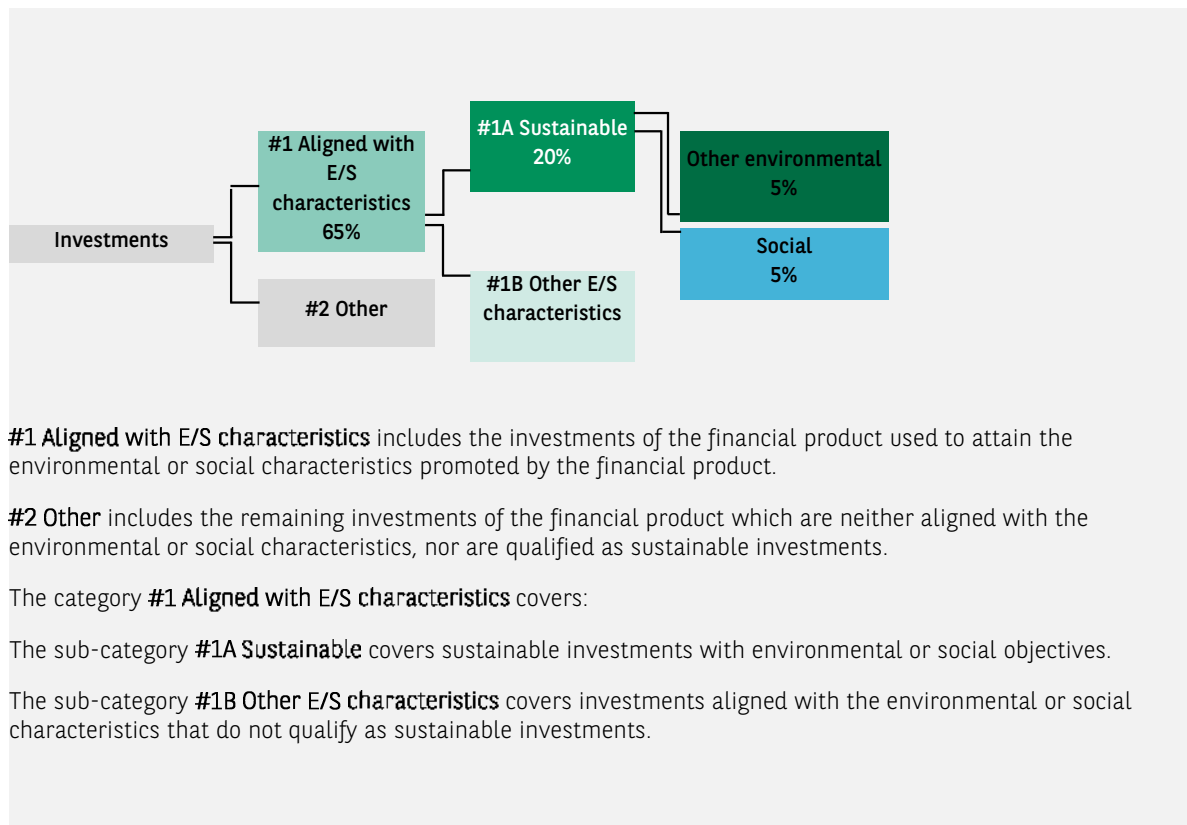 Investments
#1 Aligned with
E/S
characteristics
65%
#2 Other
#1A Sustainable
20%
#1B Other E/S
characteristics
Other environmental
5%
Social
5%
#1 Aligned with E/S characteristics includes the investments of the financial product used to attain the
environmental or social characteristics promoted by the financial product.
#2 Other includes the remaining investments of the financial product which are neither aligned with the
environmental or social characteristics, nor are qualified as sustainable investments.
The category #1 Aligned with E/S characteristics covers:
The sub-category #1A Sustainable covers sustainable investments with environmental or social objectives.
The sub-category #1B Other E/S characteristics covers investments aligned with the environmental or social
characteristics that do not qualify as sustainable investments.